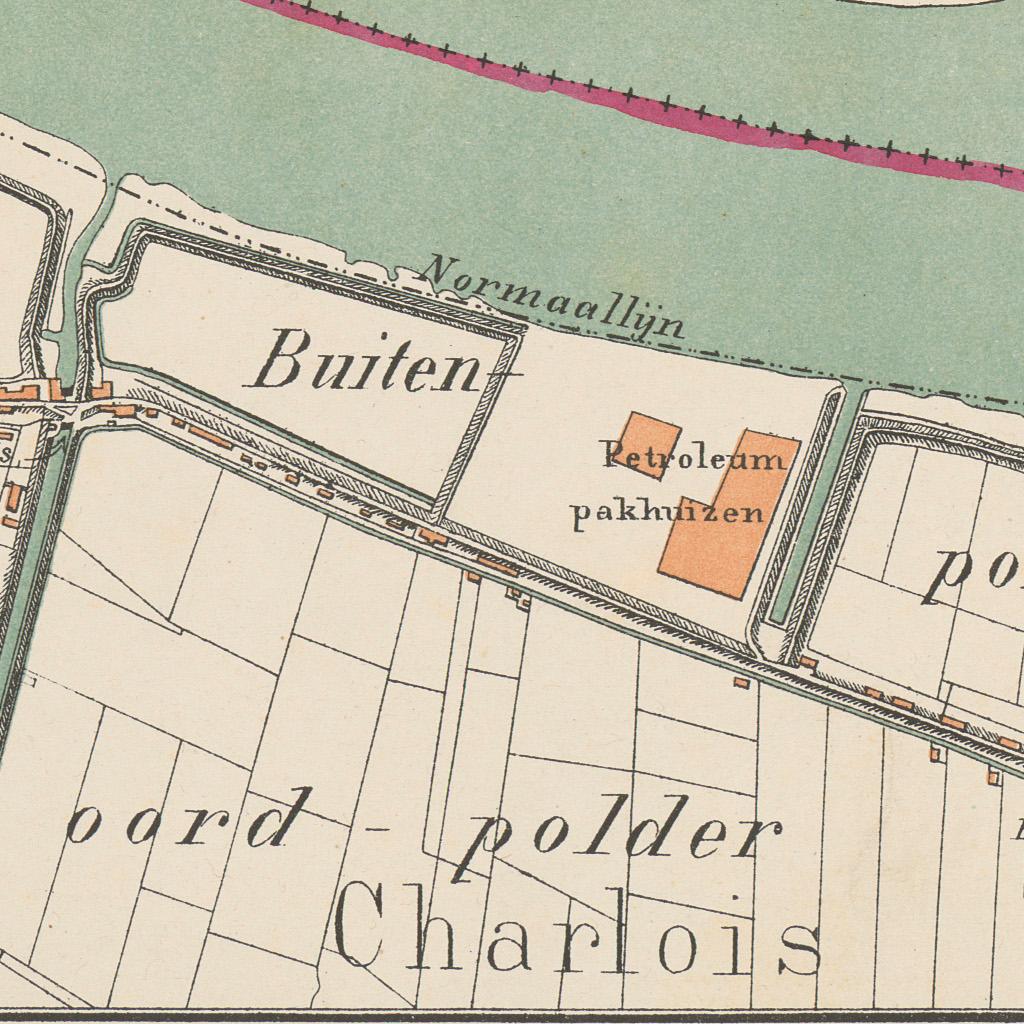 Normaallijn
Buiten-
Petroleum
pakhuizen
po
oord - polder
Charlois